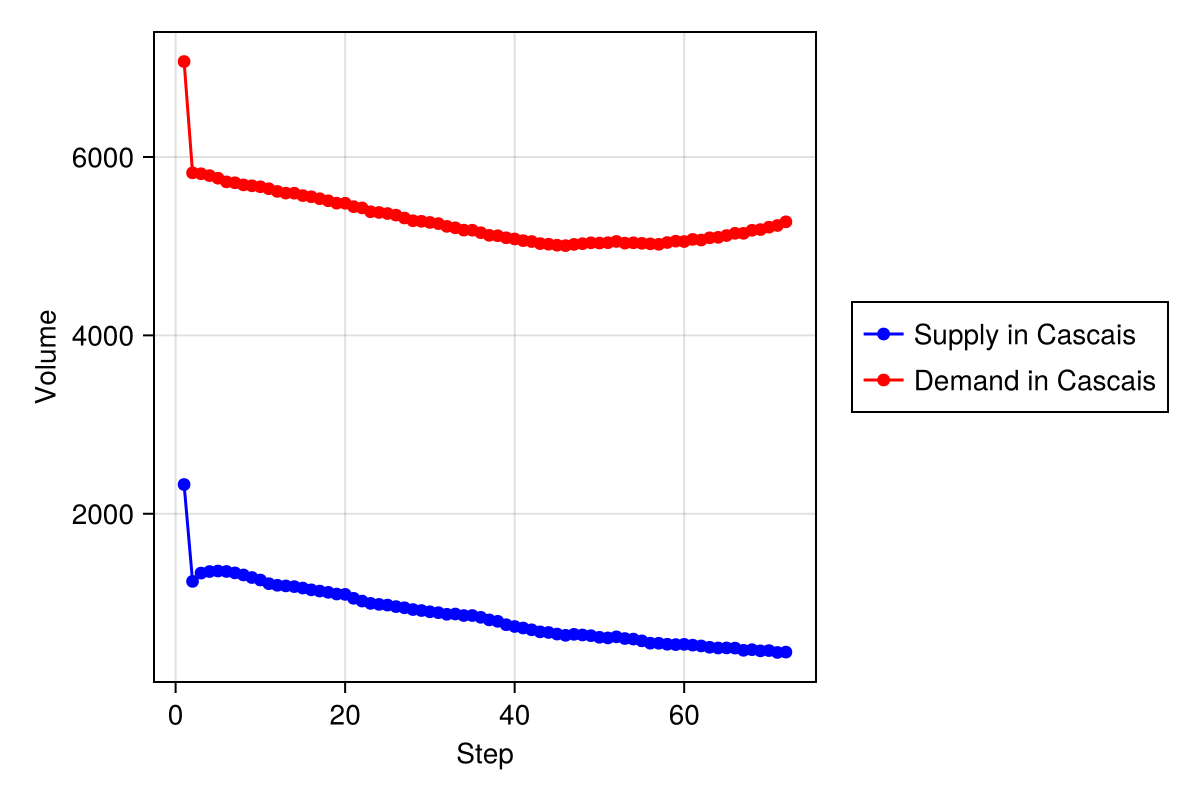 6000
4000
2000
Volume
0 20 40 60
Step
Supply in Cascais
Demand in Cascais